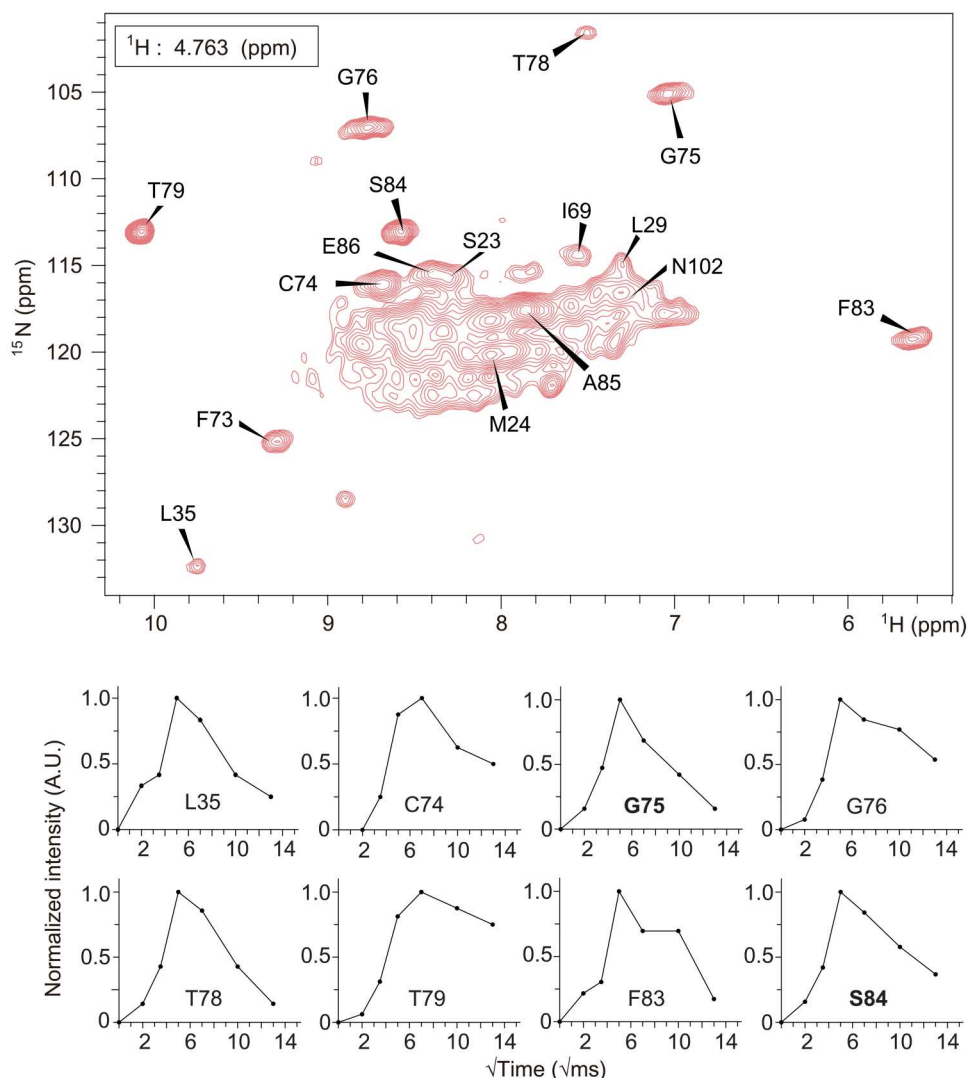 ¹H : 4.763 (ppm)
T78
G76
105
G75
110
T79
S84
I69
L29
E86
S23
115
C74
N102
F83
¹⁵N (ppm)
120
A85
M24
F73
125
L35
130
10
9
8
7
6
¹H (ppm)
Normalized intensity (A.U.)
1.0
0.5
0
L35
2 6 10 14
1.0
0.5
0
C74
2 6 10 14
1.0
0.5
0
G75
2 6 10 14
1.0
0.5
0
G76
2 6 10 14
1.0
0.5
0
T78
2 6 10 14
1.0
0.5
0
T79
2 6 10 14
1.0
0.5
0
F83
2 6 10 14
1.0
0.5
0
S84
2 6 10 14
√Time (√ms)